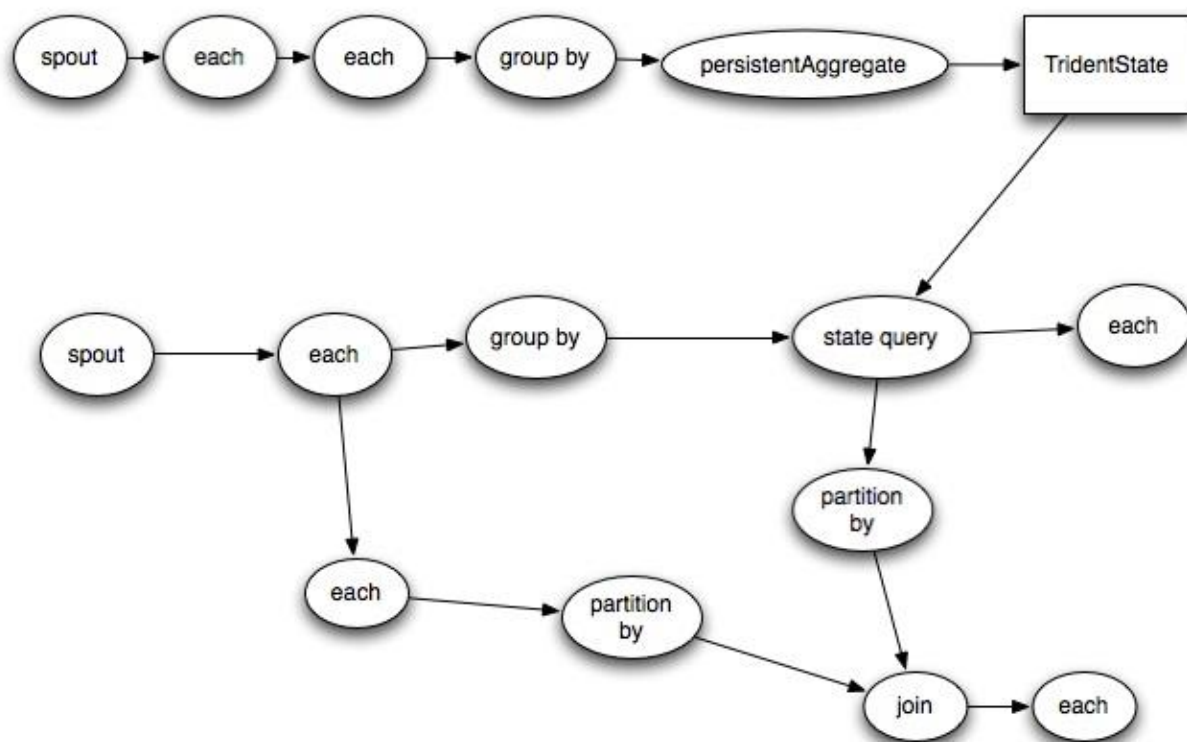 spout
each
each
group by
persistentAggregate
TridentState
spout
each
group by
state query
each
partition
by
each
partition
by
join
each